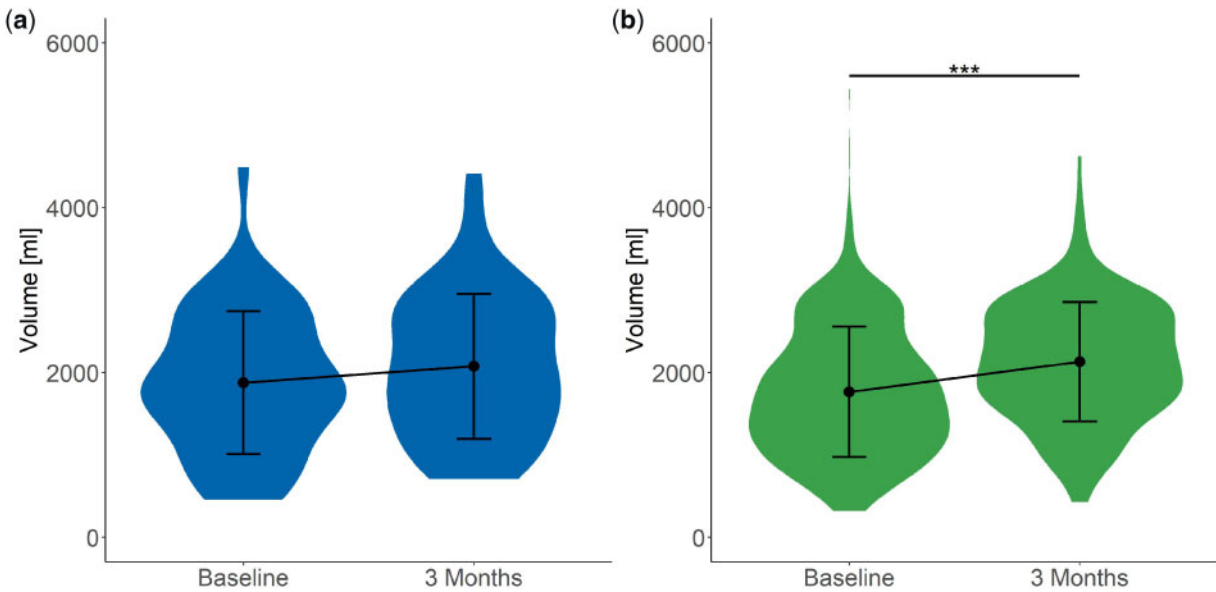 (a)
6000
4000
2000
0
Volume [ml]
Baseline 3 Months
(b)
6000
4000
2000
0
Volume [ml]
***
Baseline 3 Months